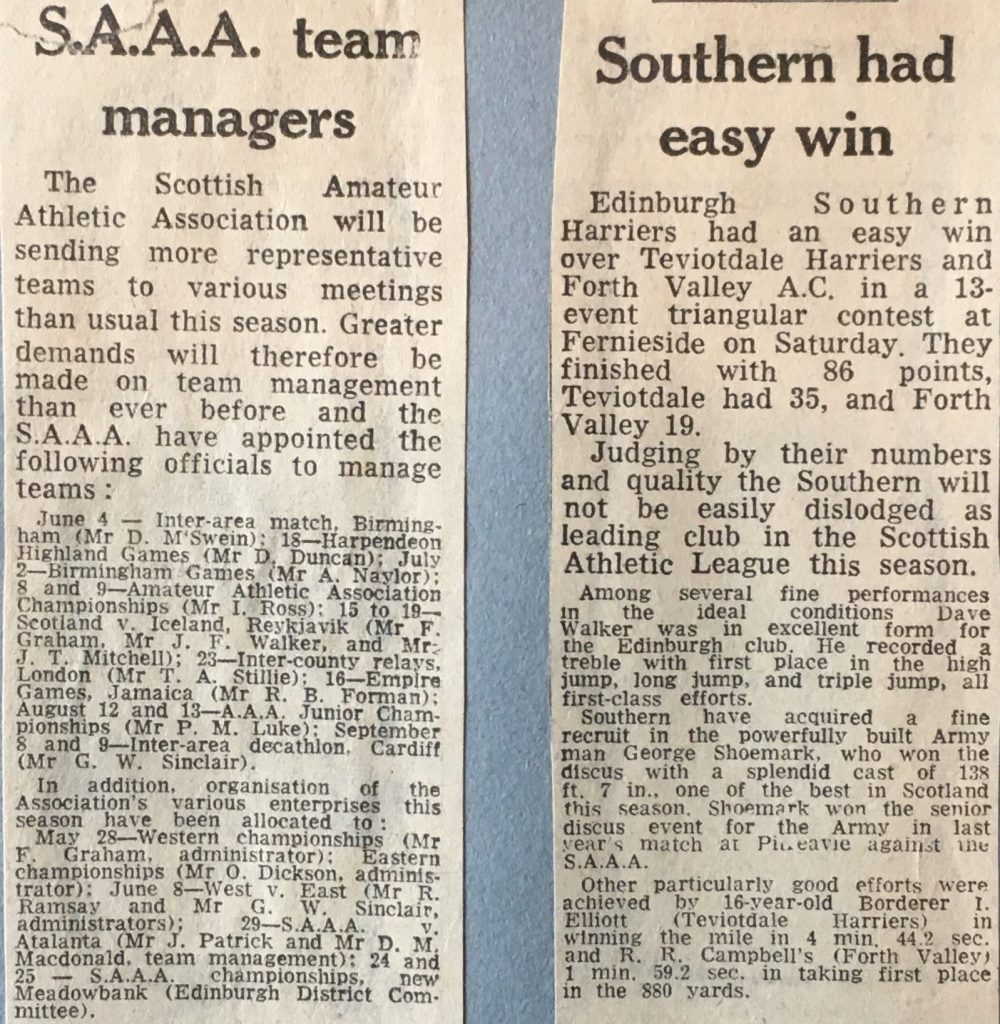 S.A.A.A. team
managers
The Scottish Amateur
Athletic Association will be
sending more representative
teams to various meetings
than usual this season. Greater
demands will therefore be
made on team management
than ever before and the
S.A.A.A. have appointed the
following officials to manage
teams :
June 4 — Inter-area match, Birming-
ham (Mr D. M'Swein); 18—Harpendeon
Highland Games (Mr D. Duncan); July
2—Birmingham Games (Mr A. Naylor);
8 and 9—Amateur Athletic Association
Championships (Mr I. Ross); 15 to 19—
Scotland v. Iceland, Reykjavik (Mr F.
Graham, Mr J. F. Walker, and Mr
J. T. Mitchell); 23—Inter-county relays,
London (Mr T. A. Stillie); 16—Empire
Games, Jamaica (Mr R. B. Forman);
August 12 and 13—A.A.A. Junior Cham-
pionships (Mr P. M. Luke); September
8 and 9—Inter-area decathlon, Cardiff
(Mr G. W. Sinclair).
In addition, organisation of the
Association's various enterprises this
season have been allocated to :
May 28—Western championships (Mr
F. Graham, administrator); Eastern
championships (Mr O. Dickson, adminis-
trator); June 8—West v. East (Mr R.
Ramsay and Mr G. W. Sinclair,
administrators); 29—S.A.A.A. v.
Atalanta (Mr J. Patrick and Mr D. M.
Macdonald, team management); 24 and
25 — S.A.A.A. championships, new
Meadowbank (Edinburgh District Com-
mittee).
Southern had
easy win
Edinburgh Southern
Harriers had an easy win
over Teviotdale Harriers and
Forth Valley A.C. in a 13-
event triangular contest at
Fernieside on Saturday. They
finished with 86 points,
Teviotdale had 35, and Forth
Valley 19.
Judging by their numbers
and quality the Southern will
not be easily dislodged as
leading club in the Scottish
Athletic League this season.
Among several fine performances
in the ideal conditions Dave
Walker was in excellent form for
the Edinburgh club. He recorded a
treble with first place in the high
jump, long jump, and triple jump, all
first-class efforts.
Southern have acquired a fine
recruit in the powerfully built Army
man George Shoemark, who won the
discus with a splendid cast of 138
ft. 7 in., one of the best in Scotland
this season. Shoemark won the senior
discus event for the Army in last
year's match at Pitreavie against the
S.A.A.A.
Other particularly good efforts were
achieved by 16-year-old Borderer I.
Elliott (Teviotdale Harriers) in
winning the mile in 4 min. 44.2 sec.
and R. R. Campbell's (Forth Valley)
1 min. 59.2 sec. in taking first place
in the 880 yards.